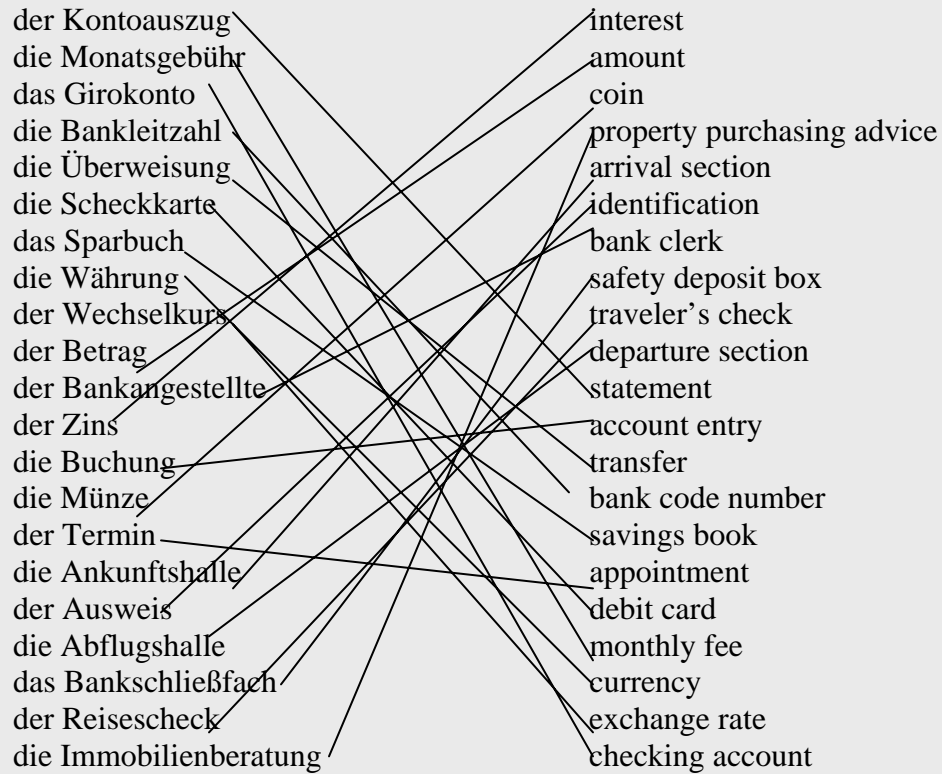 der Kontoauszug interest
die Monatsgebühr amount
das Girokonto coin
die Bankleitzahl property purchasing advice
die Überweisung arrival section
die Scheckkarte identification
das Sparbuch bank clerk
die Währung safety deposit box
der Wechselkurs traveler’s check
der Betrag departure section
der Bankangestellte statement
der Zins account entry
die Buchung transfer
die Münze bank code number
der Termin savings book
die Ankunftshalle appointment
der Ausweis debit card
die Abflugshalle monthly fee
das Bankschließfach currency
der Reisescheck exchange rate
die Immobilienberatung checking account